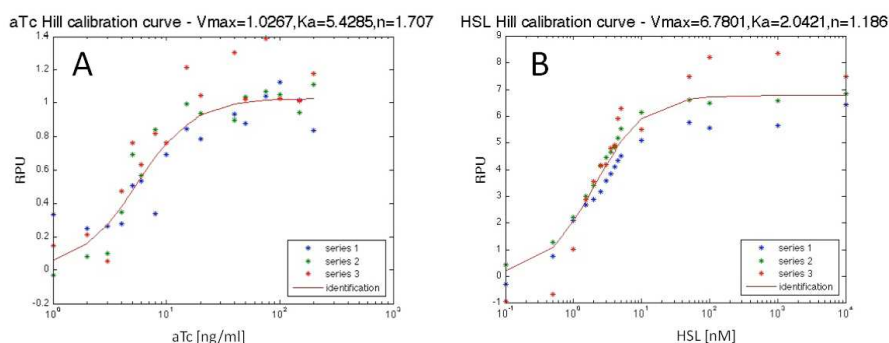 aTc Hill calibration curve - Vmax=1.0267,Ka=5.4285,n=1.707
A
RPU
1.4
1.2
1
0.8
0.6
0.4
0.2
0
-0.2
10^0
10^1
10^2
10^3
series 1
series 2
series 3
identification
aTc [ng/ml]
HSL Hill calibration curve - Vmax=6.7801,Ka=2.0421,n=1.186
B
RPU
9
8
7
6
5
4
3
2
1
0
-1
10^-1
10^0
10^1
10^2
10^3
10^4
series 1
series 2
series 3
identification
HSL [nM]